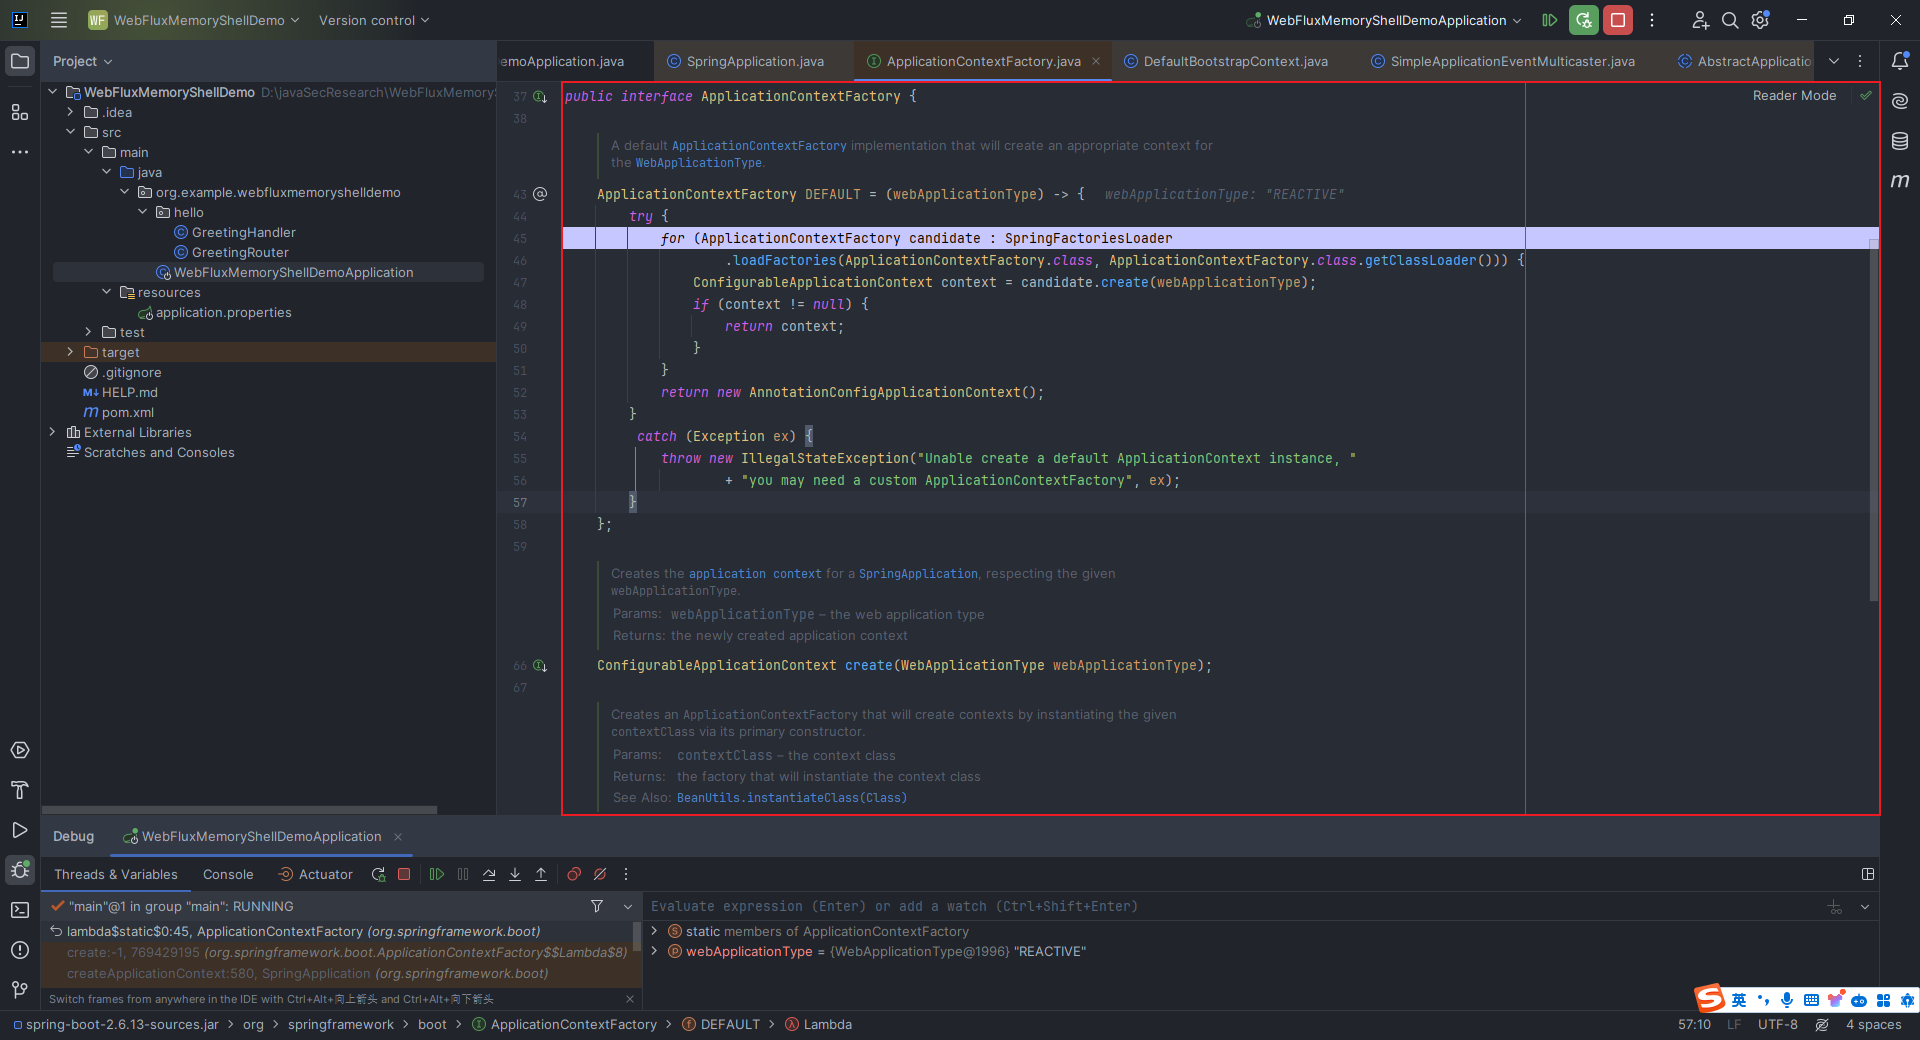 WF WebFluxMemoryShellDemo Version control WebFluxMemoryShellDemoApplication
Project
emoApplication.java SpringApplication.java ApplicationContextFactory.java DefaultBootstrapContext.java SimpleApplicationEventMulticaster.java AbstractApplicatio
WebFluxMemoryShellDemo D:\javaSecResearch\WebFluxMemoryS
.idea
src
main
java
org.example.webfluxmemoryshelldemo
hello
GreetingHandler
GreetingRouter
WebFluxMemoryShellDemoApplication
resources
application.properties
test
target
.gitignore
HELP.md
pom.xml
External Libraries
Scratches and Consoles
Reader Mode
37 public interface ApplicationContextFactory {
38
A default ApplicationContextFactory implementation that will create an appropriate context for
the WebApplicationType.
43 ApplicationContextFactory DEFAULT = (webApplicationType) -> { webApplicationType: "REACTIVE"
44 try {
45 for (ApplicationContextFactory candidate : SpringFactoriesLoader
46 .loadFactories(ApplicationContextFactory.class, ApplicationContextFactory.class.getClassLoader())) {
47 ConfigurableApplicationContext context = candidate.create(webApplicationType);
48 if (context != null) {
49 return context;
50 }
51 }
52 return new AnnotationConfigApplicationContext();
53 }
54 catch (Exception ex) {
55 throw new IllegalStateException("Unable create a default ApplicationContext instance, "
56 + "you may need a custom ApplicationContextFactory", ex);
57 }
58 };
59
Creates the application context for a SpringApplication, respecting the given
webApplicationType.
Params: webApplicationType – the web application type
Returns: the newly created application context
66 ConfigurableApplicationContext create(WebApplicationType webApplicationType);
67
Creates an ApplicationContextFactory that will create contexts by instantiating the given
contextClass via its primary constructor.
Params: contextClass – the context class
Returns: the factory that will instantiate the context class
See Also: BeanUtils.instantiateClass(Class)
Debug WebFluxMemoryShellDemoApplication
Threads & Variables Console Actuator
"main"@1 in group "main": RUNNING
lambda$static$0:45, ApplicationContextFactory (org.springframework.boot)
create:-1, 769429195 (org.springframework.boot.ApplicationContextFactory$$Lambda$8)
createApplicationContext:580, SpringApplication (org.springframework.boot)
Switch frames from anywhere in the IDE with Ctrl+Alt+向上箭头 and Ctrl+Alt+向下箭头
Evaluate expression (Enter) or add a watch (Ctrl+Shift+Enter)
static members of ApplicationContextFactory
webApplicationType = {WebApplicationType@1996} "REACTIVE"
英
spring-boot-2.6.13-sources.jar org springframework boot ApplicationContextFactory DEFAULT Lambda
57:10 LF UTF-8 4 spaces